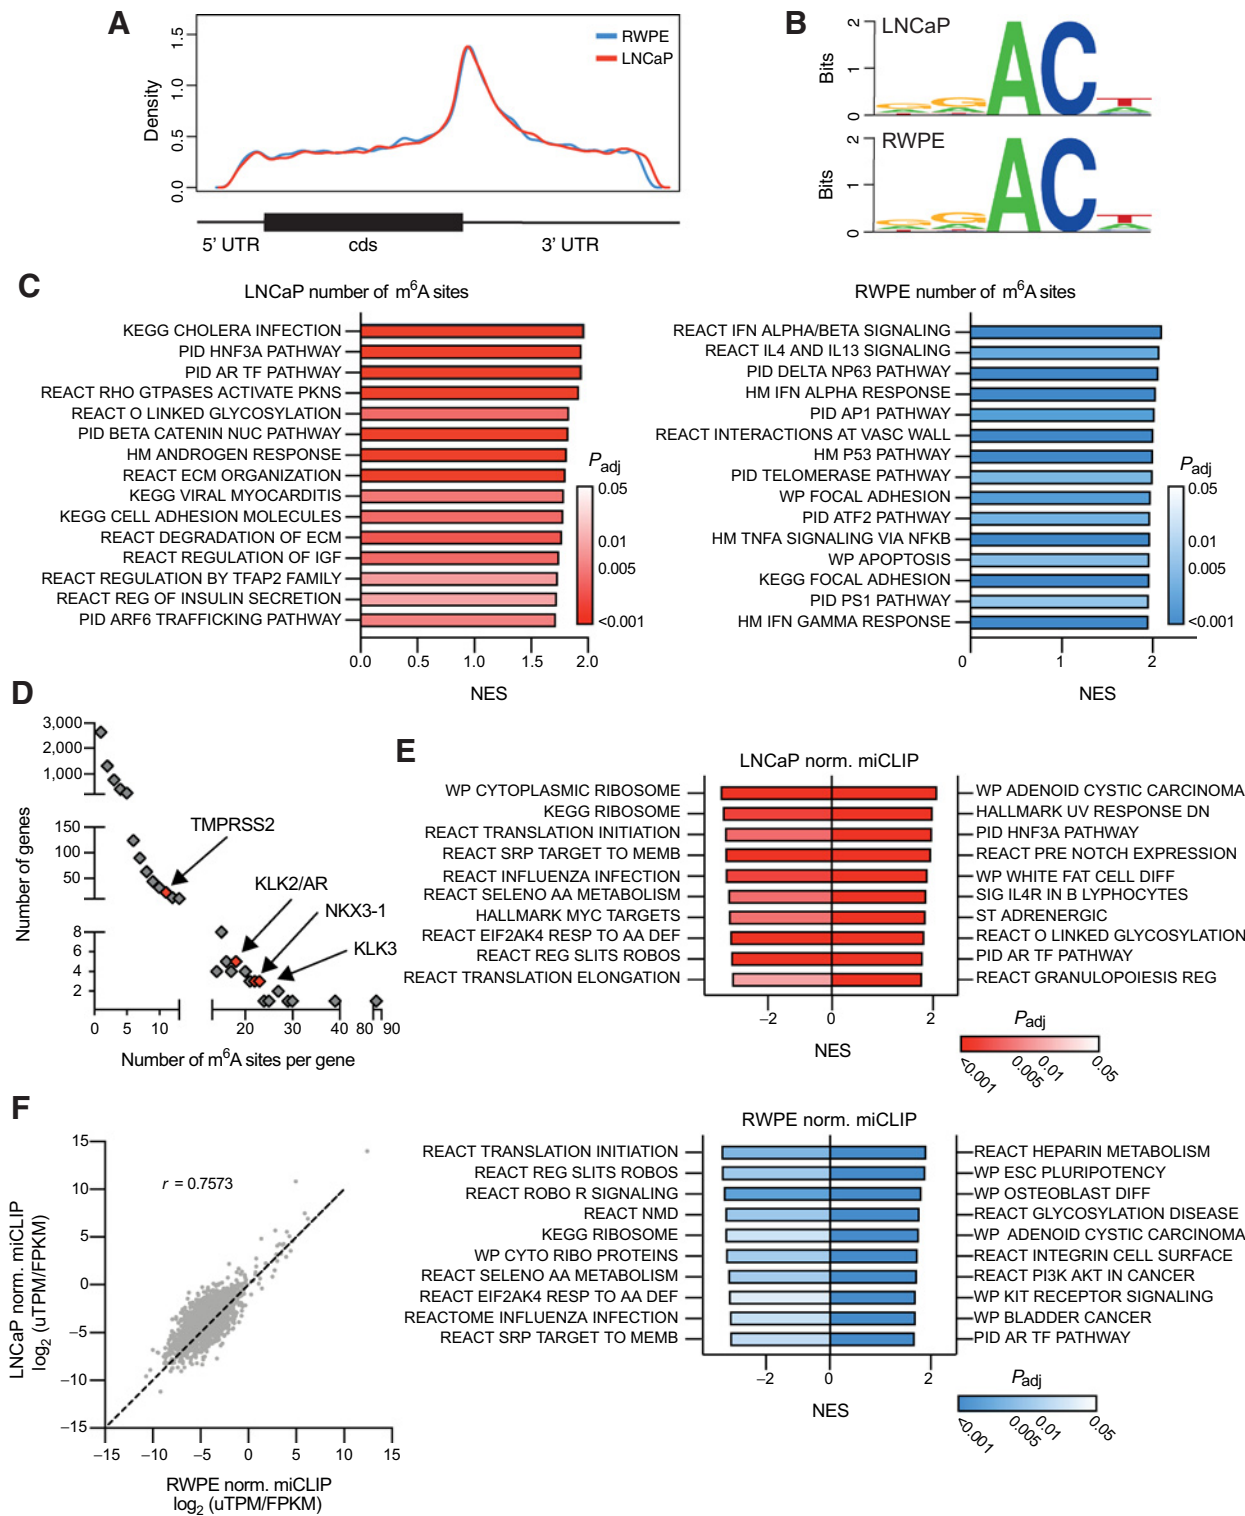 A
1.5
1.0
0.5
0.0
Density
RWPE
LNCaP
5' UTR
cds
3' UTR
B
LNCaP
2
1
0
Bits
GGACT
RWPE
2
1
0
Bits
GGACT
C
LNCaP number of m⁶A sites
KEGG CHOLERA INFECTION
PID HNF3A PATHWAY
PID AR TF PATHWAY
REACT RHO GTPASES ACTIVATE PKNS
REACT O LINKED GLYCOSYLATION
PID BETA CATENIN NUC PATHWAY
HM ANDROGEN RESPONSE
REACT ECM ORGANIZATION
KEGG VIRAL MYOCARDITIS
KEGG CELL ADHESION MOLECULES
REACT DEGRADATION OF ECM
REACT REGULATION OF IGF
REACT REGULATION BY TFAP2 FAMILY
REACT REG OF INSULIN SECRETION
PID ARF6 TRAFFICKING PATHWAY
0.0 0.5 1.0 1.5 2.0
NES
Padj
0.05
0.01
0.005
<0.001
RWPE number of m⁶A sites
REACT IFN ALPHA/BETA SIGNALING
REACT IL4 AND IL13 SIGNALING
PID DELTA NP63 PATHWAY
HM IFN ALPHA RESPONSE
PID AP1 PATHWAY
REACT INTERACTIONS AT VASC WALL
HM P53 PATHWAY
PID TELOMERASE PATHWAY
WP FOCAL ADHESION
PID ATF2 PATHWAY
HM TNFA SIGNALING VIA NFKB
WP APOPTOSIS
KEGG FOCAL ADHESION
PID PS1 PATHWAY
HM IFN GAMMA RESPONSE
0 1 2
NES
Padj
0.05
0.01
0.005
<0.001
D
3,000
2,000
1,000
150
100
50
8
6
4
2
Number of genes
TMPRSS2
KLK2/AR
NKX3-1
KLK3
0 5 10 20 30 40 80 90
Number of m⁶A sites per gene
E
LNCaP norm. miCLIP
WP CYTOPLASMIC RIBOSOME
KEGG RIBOSOME
REACT TRANSLATION INITIATION
REACT SRP TARGET TO MEMB
REACT INFLUENZA INFECTION
REACT SELENO AA METABOLISM
HALLMARK MYC TARGETS
REACT EIF2AK4 RESP TO AA DEF
REACT REG SLITS ROBOS
REACT TRANSLATION ELONGATION
WP ADENOID CYSTIC CARCINOMA
HALLMARK UV RESPONSE DN
PID HNF3A PATHWAY
REACT PRE NOTCH EXPRESSION
WP WHITE FAT CELL DIFF
SIG IL4R IN B LYPHOCYTES
ST ADRENERGIC
REACT O LINKED GLYCOSYLATION
PID AR TF PATHWAY
REACT GRANULOPOIESIS REG
−2 0 2
NES
Padj
<0.001 0.005 0.01 0.05
RWPE norm. miCLIP
REACT TRANSLATION INITIATION
REACT REG SLITS ROBOS
REACT ROBO R SIGNALING
REACT NMD
KEGG RIBOSOME
WP CYTO RIBO PROTEINS
REACT SELENO AA METABOLISM
REACT EIF2AK4 RESP TO AA DEF
REACTOME INFLUENZA INFECTION
REACT SRP TARGET TO MEMB
REACT HEPARIN METABOLISM
WP ESC PLURIPOTENCY
WP OSTEOBLAST DIFF
REACT GLYCOSYLATION DISEASE
WP ADENOID CYSTIC CARCINOMA
REACT INTEGRIN CELL SURFACE
REACT PI3K AKT IN CANCER
WP KIT RECEPTOR SIGNALING
WP BLADDER CANCER
PID AR TF PATHWAY
−2 0 2
NES
Padj
<0.001 0.005 0.01 0.05
F
15
10
5
0
−5
−10
−15
LNCaP norm. miCLIP
log₂ (uTPM/FPKM)
r = 0.7573
−15 −10 −5 0 5 10 15
RWPE norm. miCLIP
log₂ (uTPM/FPKM)